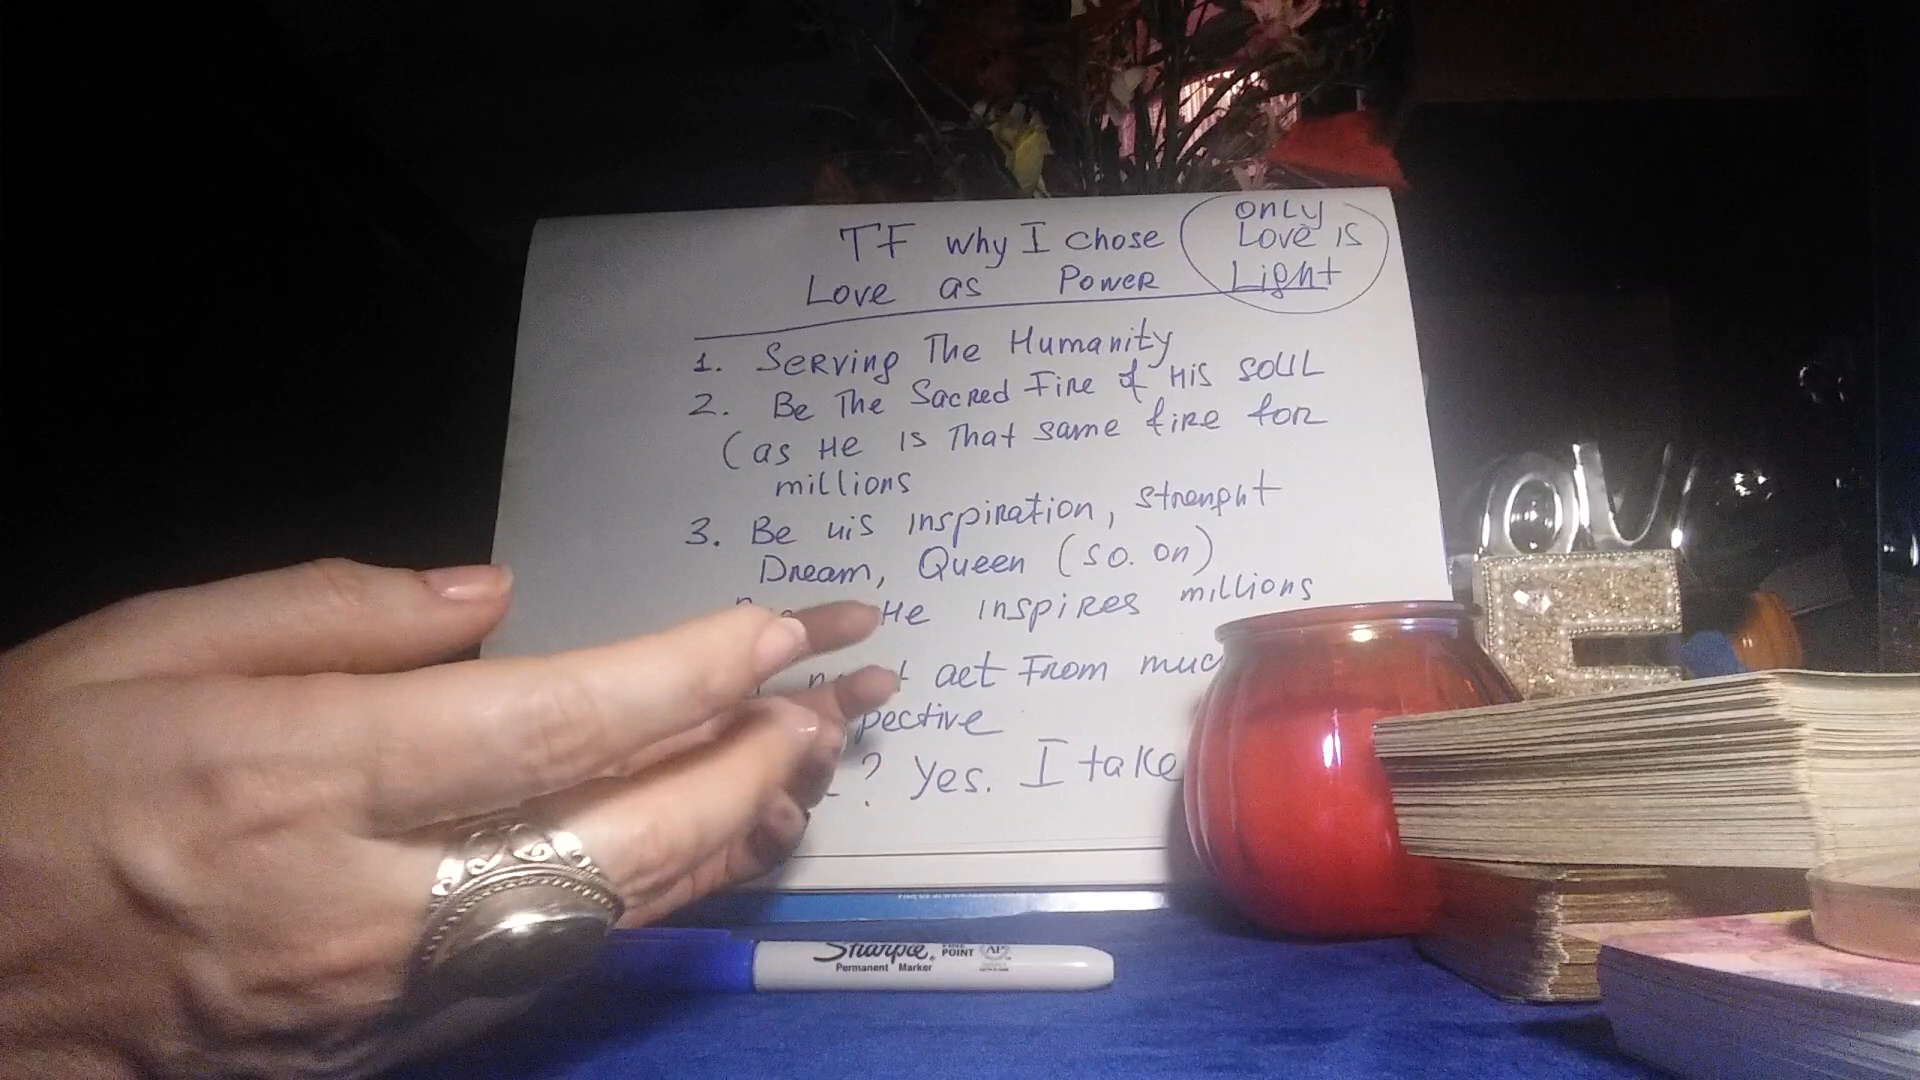 TF why I chose
Love as Power
only
Love is
Light
1. Serving The Humanity
2. Be The Sacred Fire of His soul
(as He is That same fire for
millions
3. Be his inspiration, strenght
Dream, Queen (so. on)
He inspires millions
act From
pective
? Yes. I take
LOVE
Sharpie. FINE POINT AP
Permanent Marker